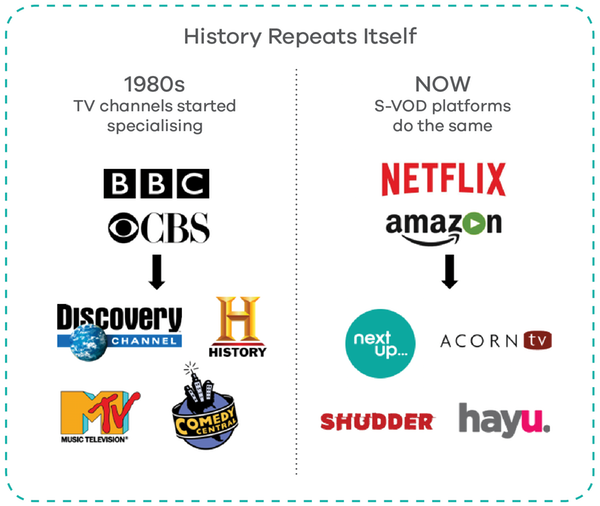 History Repeats Itself
1980s
TV channels started
specialising
BBC
CBS
Discovery
CHANNEL
H
HISTORY
MTV
MUSIC TELEVISION®
COMEDY
CENTRAL
NOW
S-VOD platforms
do the same
NETFLIX
amazon
next
up...
ACORN tv
SHUDDER
hayu.